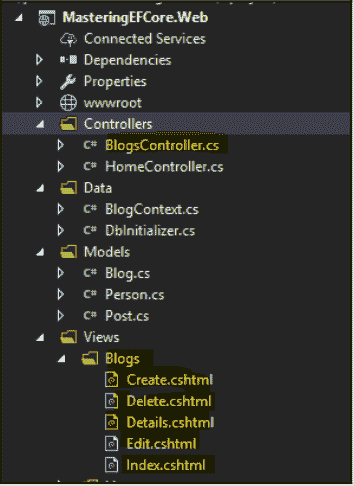 MasteringEFCore.Web
Connected Services
Dependencies
Properties
wwwroot
Controllers
C# BlogsController.cs
C# HomeController.cs
Data
C# BlogContext.cs
C# DbInitializer.cs
Models
C# Blog.cs
C# Person.cs
C# Post.cs
Views
Blogs
Create.cshtml
Delete.cshtml
Details.cshtml
Edit.cshtml
Index.cshtml